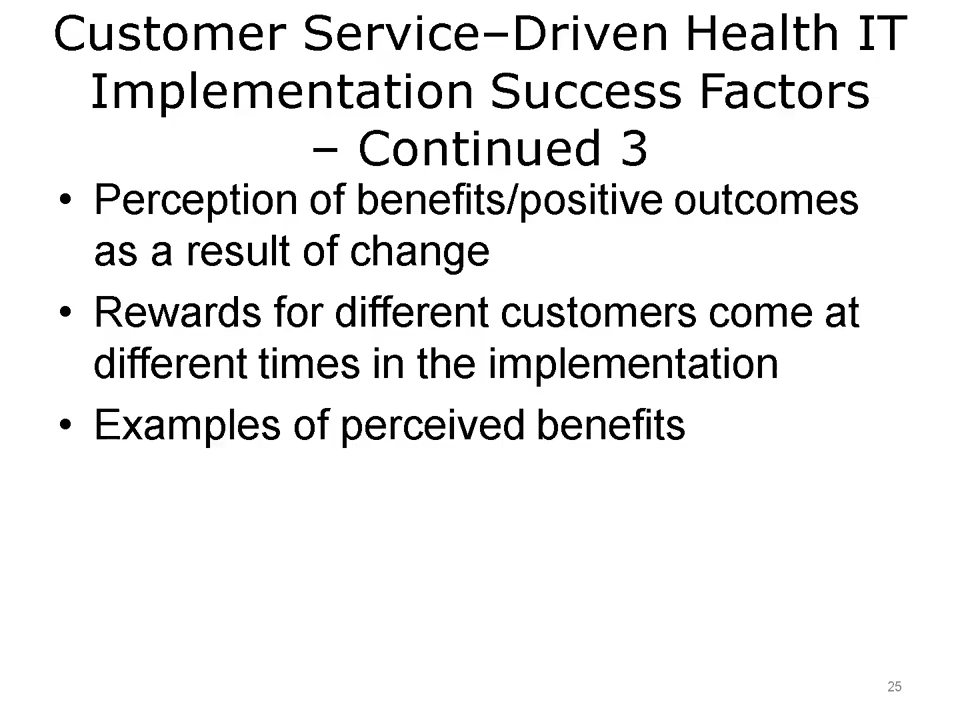 Customer Service–Driven Health IT
Implementation Success Factors
– Continued 3
• Perception of benefits/positive outcomes
as a result of change
• Rewards for different customers come at
different times in the implementation
• Examples of perceived benefits
25